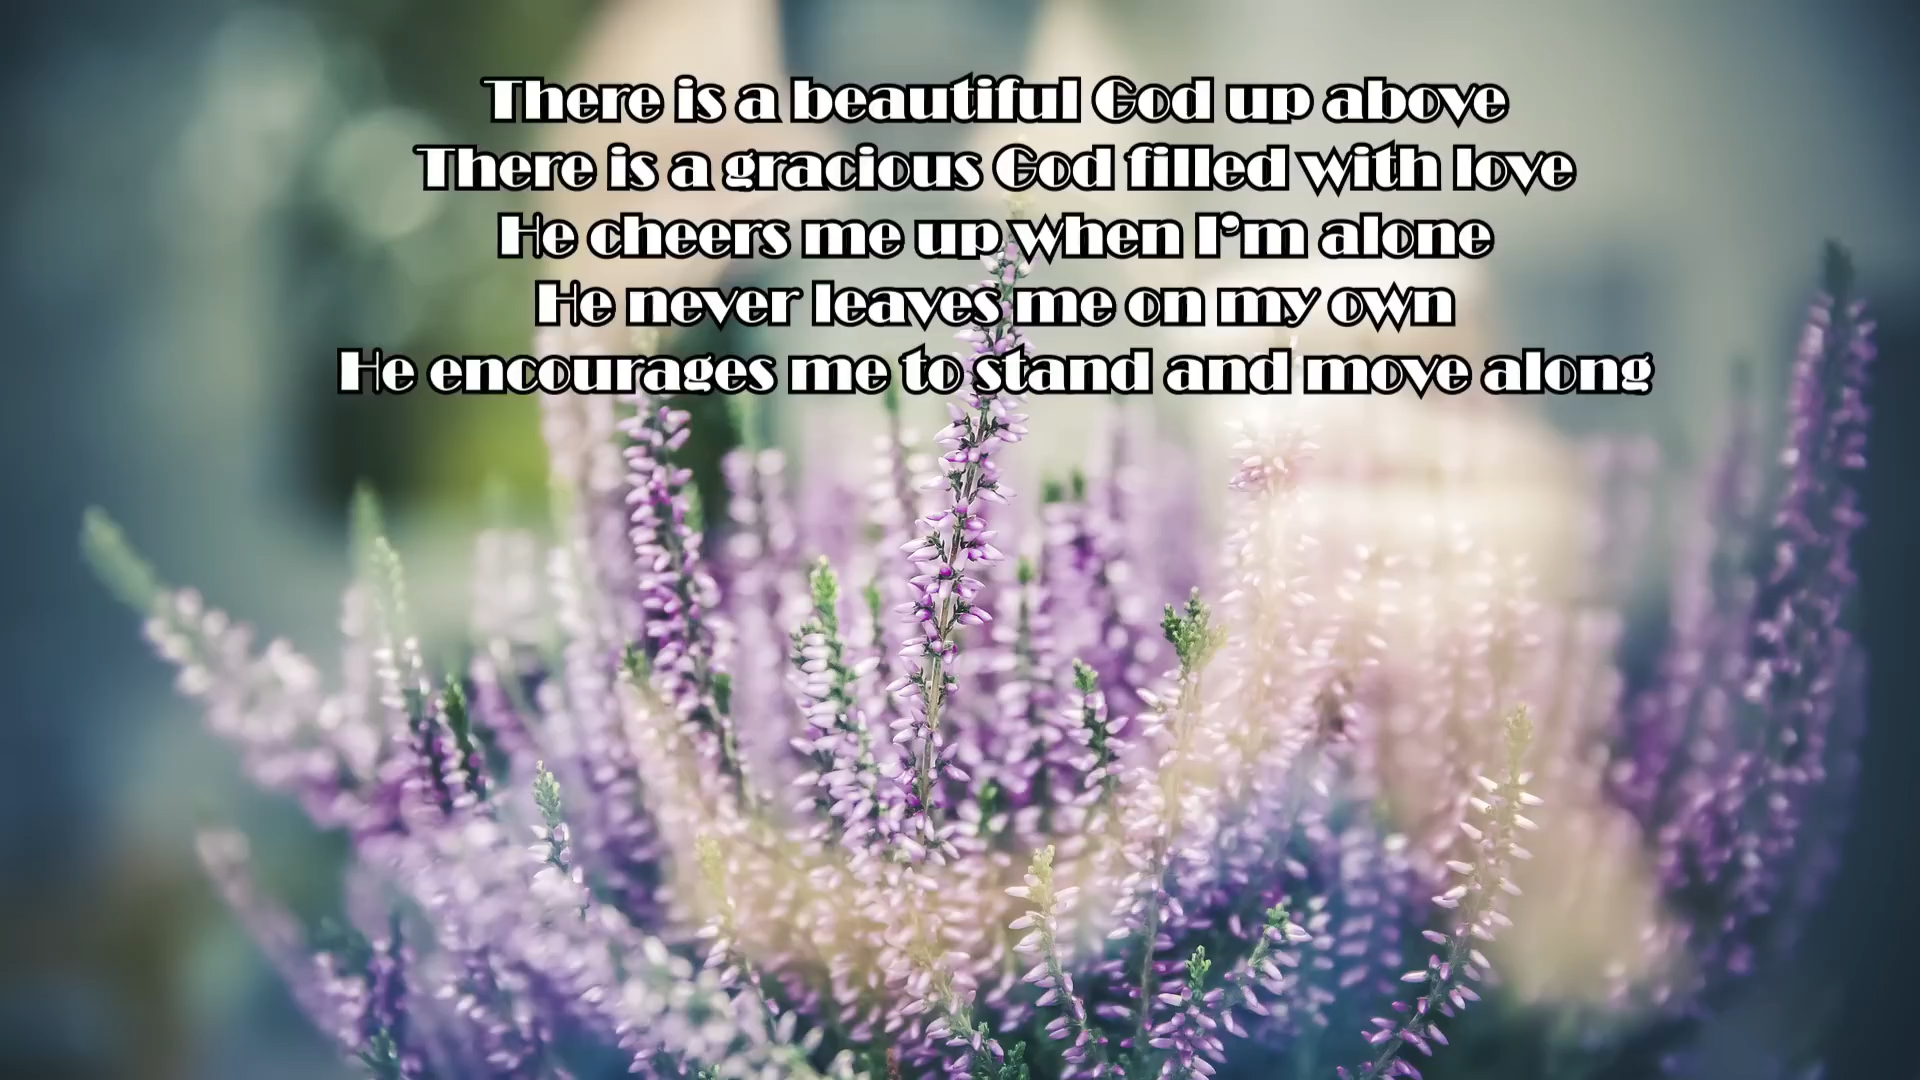 There is a beautiful God up above
There is a gracious God filled with love
He cheers me up when I'm alone
He never leaves me on my own
He encourages me to stand and move along